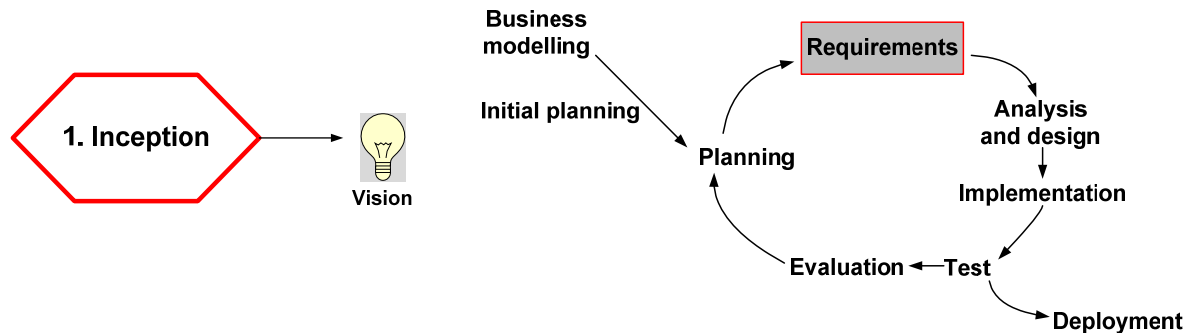 1. Inception
Vision
Business
modelling
Initial planning
Planning
Requirements
Analysis
and design
Implementation
Test
Evaluation
Deployment